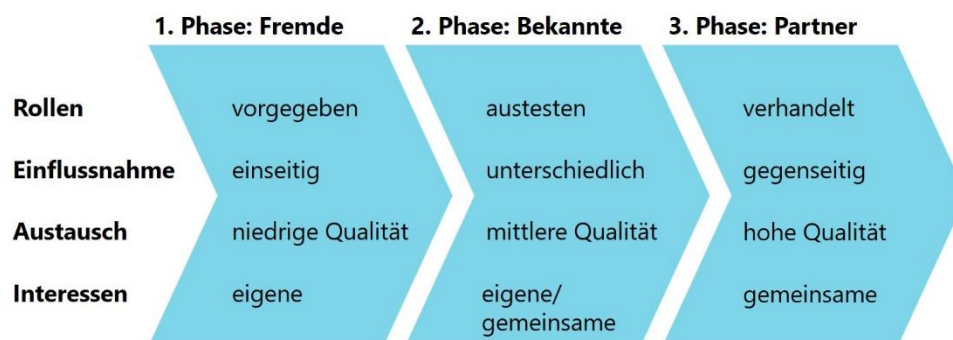 1. Phase: Fremde 2. Phase: Bekannte 3. Phase: Partner
Rollen vorgegeben austesten verhandelt
Einflussnahme einseitig unterschiedlich gegenseitig
Austausch niedrige Qualität mittlere Qualität hohe Qualität
Interessen eigene eigene/ gemeinsame
gemeinsame